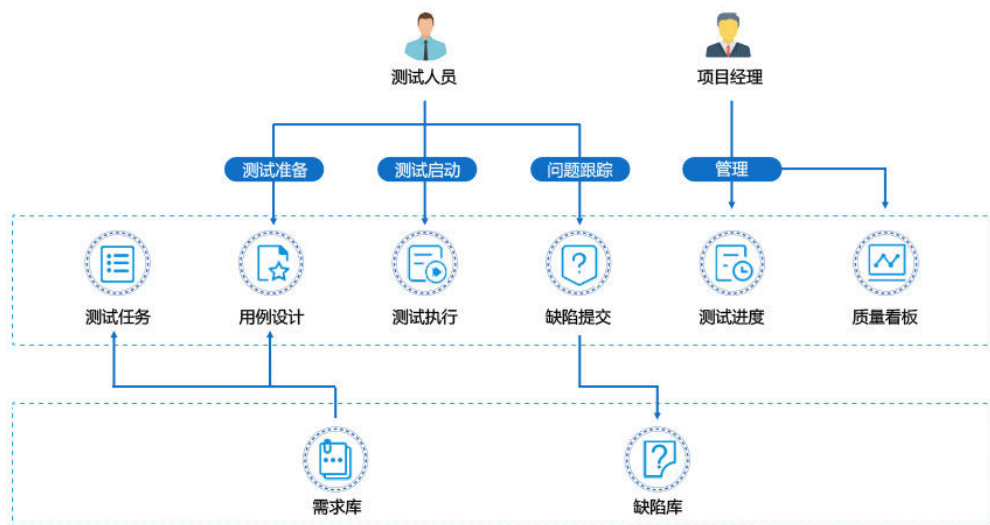 测试人员
项目经理
测试准备
测试启动
问题跟踪
管理
测试任务
用例设计
测试执行
缺陷提交
测试进度
质量看板
需求库
缺陷库